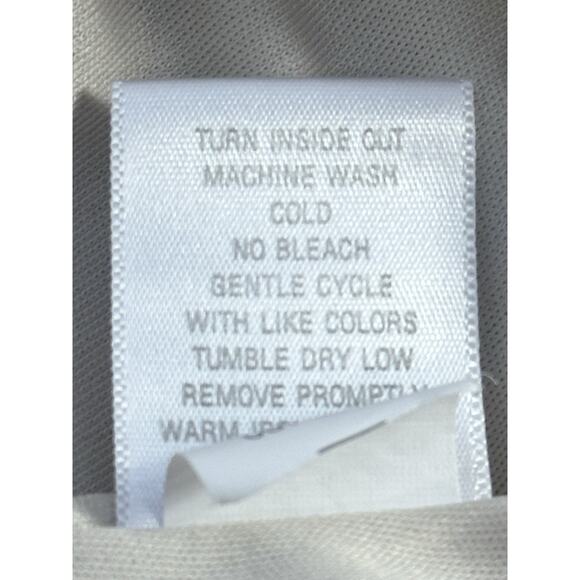 TURN INSIDE OUT
MACHINE WASH
COLD
NO BLEACH
GENTLE CYCLE
WITH LIKE COLORS
TUMBLE DRY LOW
REMOVE PROMPTLY
WARM